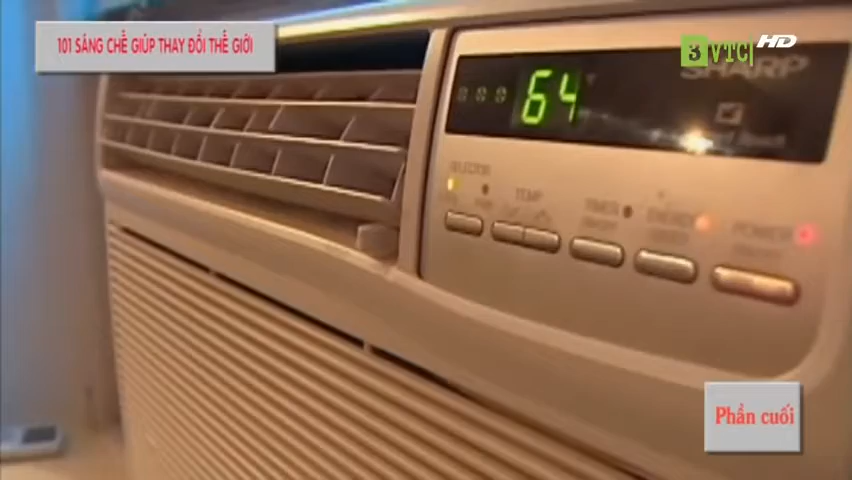 101 SÁNG CHẾ GIÚP THAY ĐỔI THẾ GIỚI
3 VTC HD
SHARP
64
SELECTOR
TEMP
TIMER
ENERGY
POWER
Phần cuối